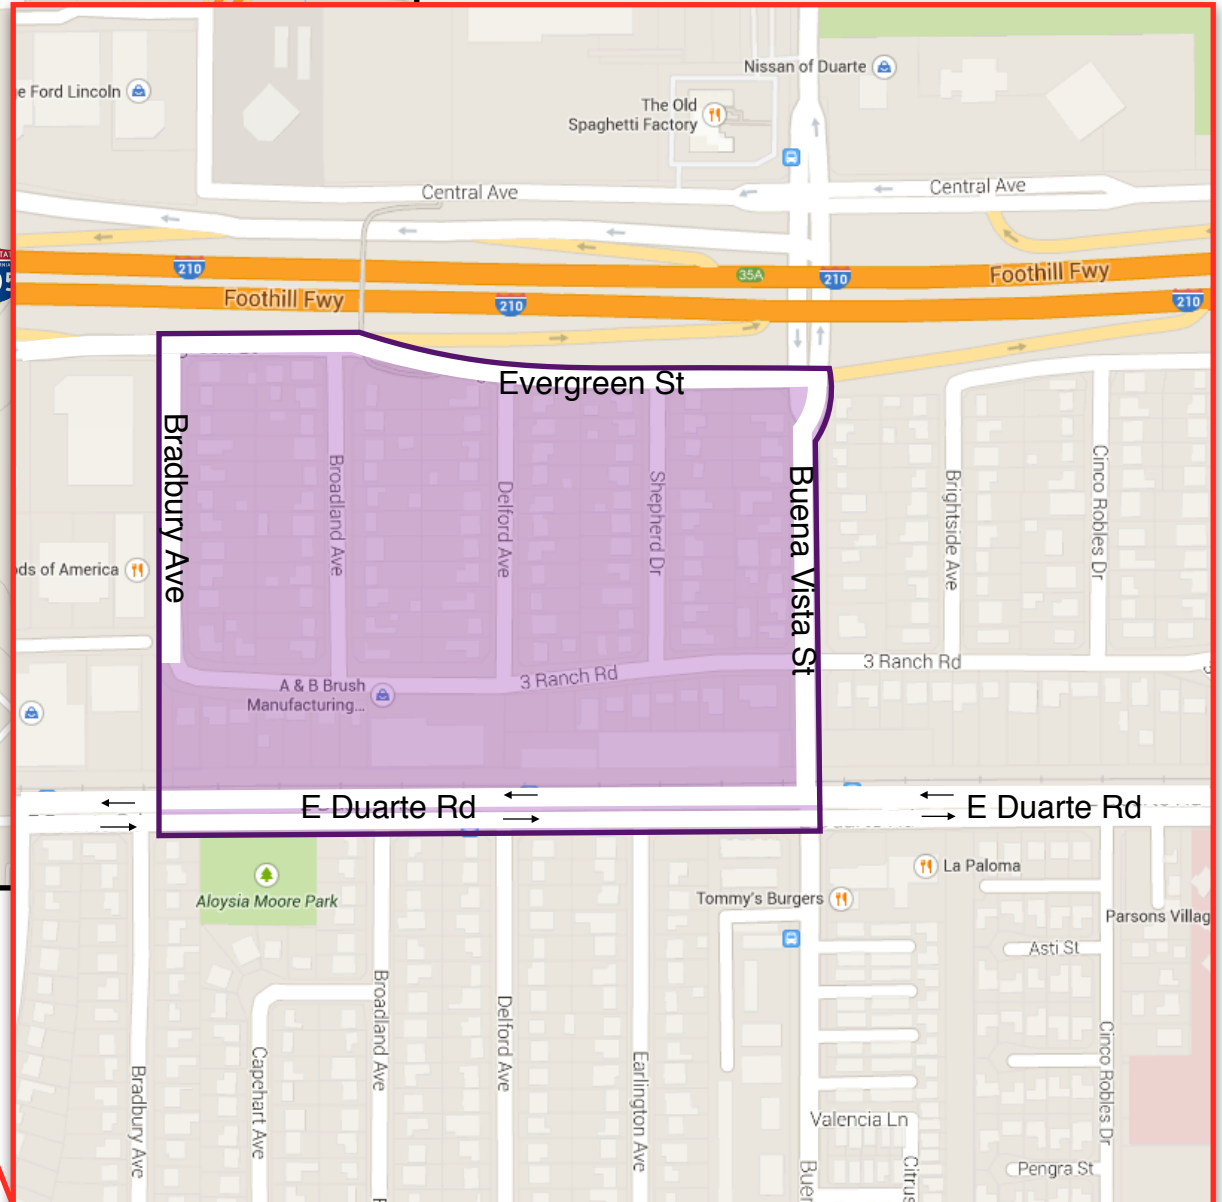 Nissan of Duarte
e Ford Lincoln
The Old
Spaghetti Factory
Central Ave
Central Ave
210
35A
210
Foothill Fwy
Foothill Fwy
210
210
Evergreen St
Bradbury Ave
Broadland Ave
Delford Ave
Shepherd Dr
Buena Vista St
Brightside Ave
Cinco Robles Dr
ds of America
3 Ranch Rd
3 Ranch Rd
A & B Brush
Manufacturing...
E Duarte Rd
E Duarte Rd
La Paloma
Aloysia Moore Park
Tommy's Burgers
Parsons Villag
Asti St
Broadland Ave
Delford Ave
Earlington Ave
Capehart Ave
Bradbury Ave
Cinco Robles Dr
Valencia Ln
Pengra St
Buer
Citrus